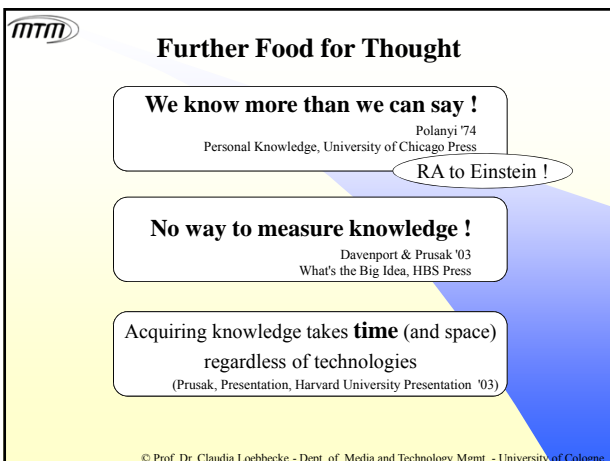 mTm
Further Food for Thought
We know more than we can say !
Polanyi '74
Personal Knowledge, University of Chicago Press
RA to Einstein !
No way to measure knowledge !
Davenport & Prusak '03
What's the Big Idea, HBS Press
Acquiring knowledge takes time (and space)
regardless of technologies
(Prusak, Presentation, Harvard University Presentation '03)
© Prof. Dr. Claudia Loebbecke - Dept. of Media and Technology Mgmt. - University of Cologne